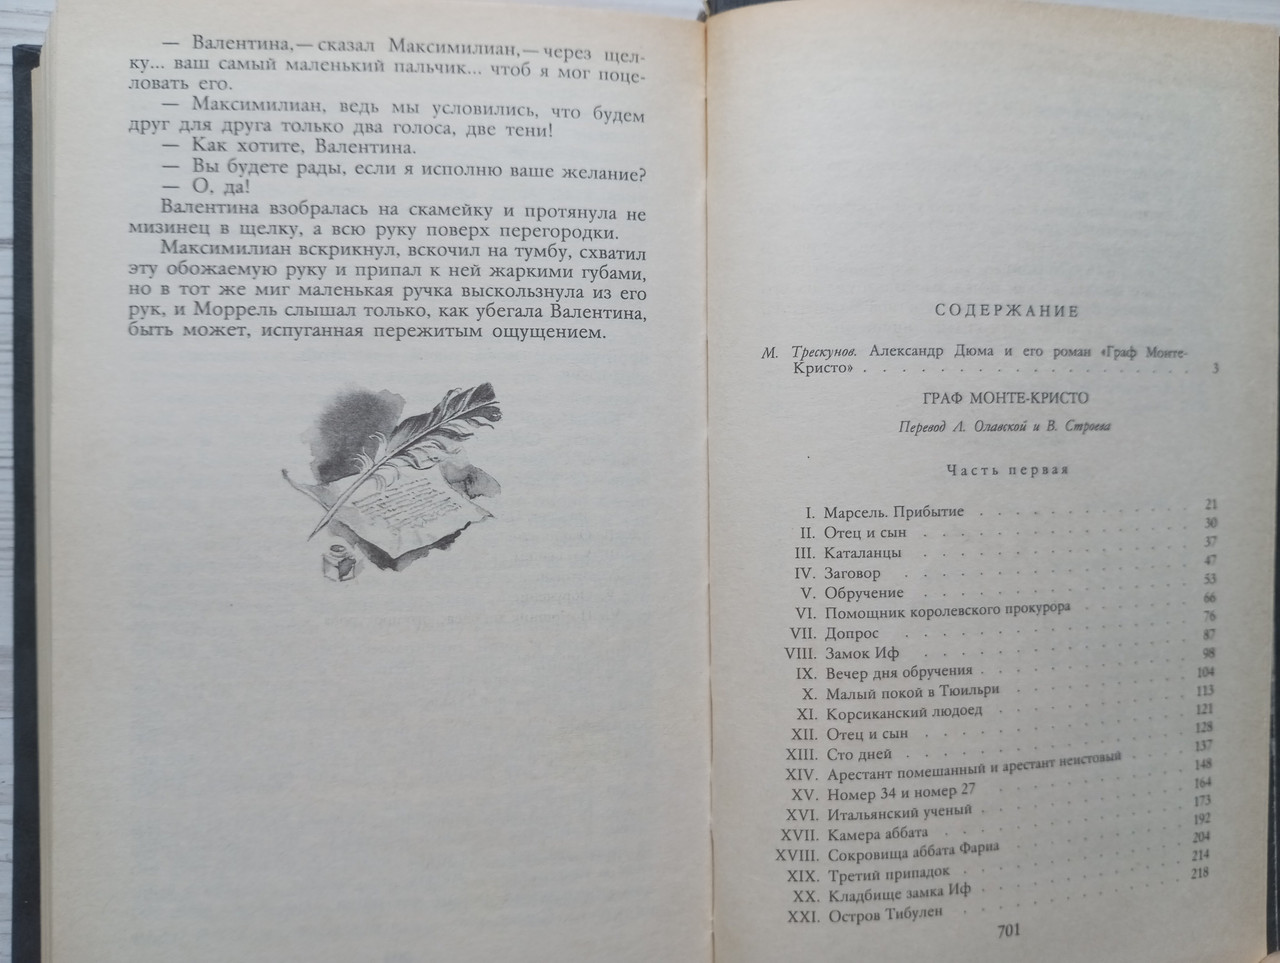 — Валентина,— сказал Максимилиан,— через щел-
ку... ваш самый маленький пальчик... чтоб я мог поце-
ловать его.
— Максимилиан, ведь мы условились, что будем
друг для друга только два голоса, две тени!
— Как хотите, Валентина.
— Вы будете рады, если я исполню ваше желание?
— О, да!
Валентина взобралась на скамейку и протянула не
мизинец в щелку, а всю руку поверх перегородки.
Максимилиан вскрикнул, вскочил на тумбу, схватил
эту обожаемую руку и припал к ней жаркими губами,
но в тот же миг маленькая ручка выскользнула из его
рук, и Моррель слышал только, как убегала Валентина,
быть может, испуганная пережитым ощущением.
СОДЕРЖАНИЕ
М. Трескунов. Александр Дюма и его роман «Граф Монте-
Кристо» . . . . . . . . . . . . . . . . . . . 3
ГРАФ МОНТЕ-КРИСТО
Перевод Л. Олавской и В. Строева
Часть первая
I. Марсель. Прибытие . . . . . . . . . . . . 21
II. Отец и сын . . . . . . . . . . . . 30
III. Каталанцы . . . . . . . . . . . . 37
IV. Заговор . . . . . . . . . . . . 47
V. Обручение . . . . . . . . . . . . 53
VI. Помощник королевского прокурора . . . . . . 66
VII. Допрос . . . . . . . . . . . . 76
VIII. Замок Иф . . . . . . . . . . . . 87
IX. Вечер дня обручения . . . . . . . . . . . 98
X. Малый покой в Тюильри . . . . . . . . . . 104
XI. Корсиканский людоед . . . . . . . . . . 113
XII. Отец и сын . . . . . . . . . . . . 121
XIII. Сто дней . . . . . . . . . . . . 128
XIV. Арестант помешанный и арестант неистовый . . . . 137
XV. Номер 34 и номер 27 . . . . . . . . . . 148
XVI. Итальянский ученый . . . . . . . . . . 164
XVII. Камера аббата . . . . . . . . . . . . 173
XVIII. Сокровища аббата Фариа . . . . . . . . . 192
XIX. Третий припадок . . . . . . . . . . . 204
XX. Кладбище замка Иф . . . . . . . . . . 214
XXI. Остров Тибулен . . . . . . . . . . . 218
701